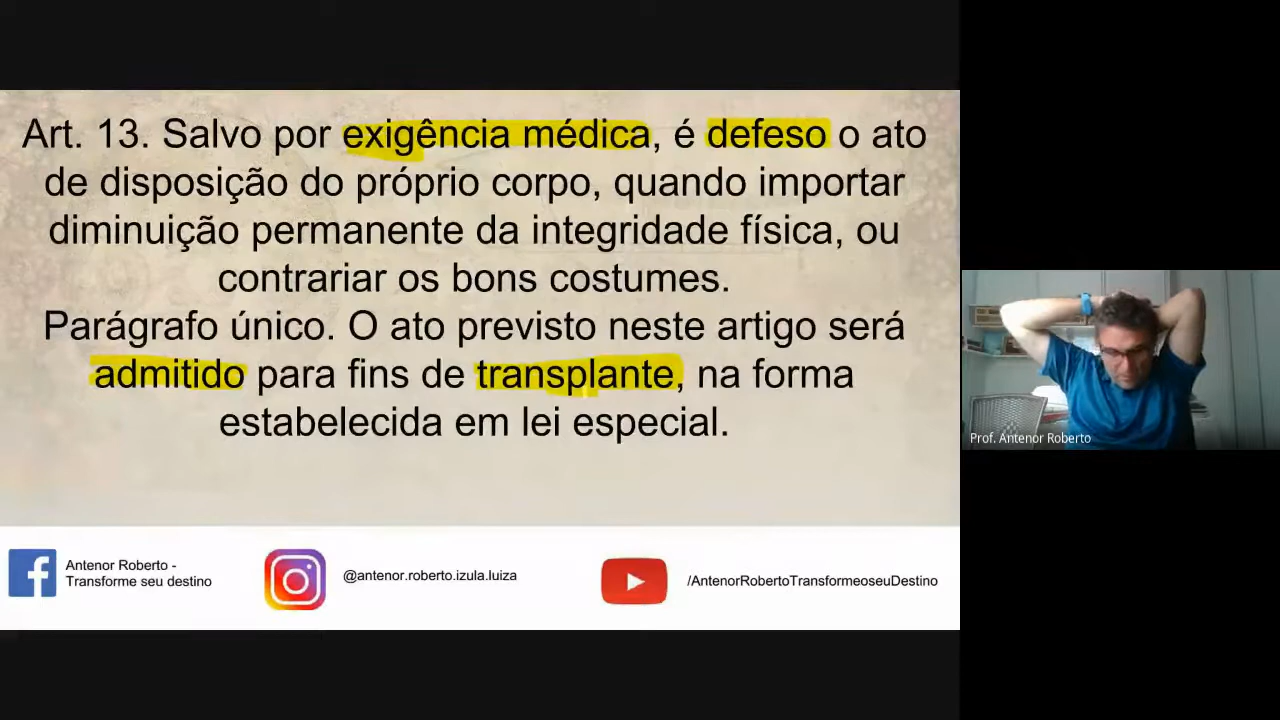 Art. 13. Salvo por exigência médica, é defeso o ato
de disposição do próprio corpo, quando importar
diminuição permanente da integridade física, ou
contrariar os bons costumes.
Parágrafo único. O ato previsto neste artigo será
admitido para fins de transplante, na forma
estabelecida em lei especial.
Antenor Roberto -
Transforme seu destino
@antenor.roberto.izula.luiza
/AntenorRobertoTransformeoseuDestino
Prof. Antenor Roberto